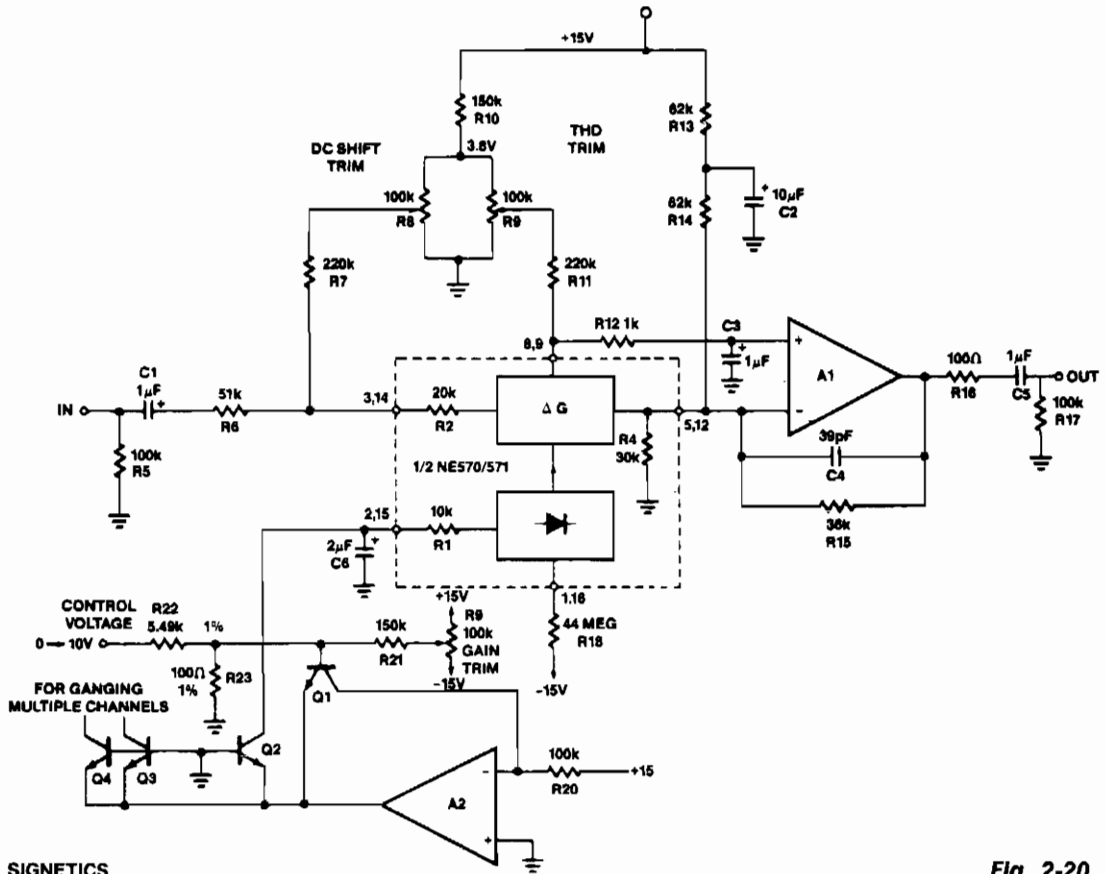 +15V
150k
R10
62k
R13
DC SHIFT
TRIM
3.8V
THD
TRIM
100k
R8
100k
R9
62k
R14
+
10µF
C2
220k
R7
220k
R11
8,9
R12 1k
C3
+
1µF
+
A1
−
100Ω
R16
1µF
C5
OUT
100k
R17
IN
C1
1µF
+
51k
R6
3,14
20k
R2
Δ G
R4
30k
5,12
39pF
C4
36k
R15
100k
R5
1/2 NE570/571
2,15
10k
R1
2µF
C6
+
1,16
+15V
R9
100k
GAIN
TRIM
−15V
44 MEG
R18
−15V
CONTROL
VOLTAGE
0→10V
R22
5.49k
1%
150k
R21
100Ω
1%
R23
FOR GANGING
MULTIPLE CHANNELS
Q1
Q2
Q4
Q3
−
A2
+
100k
R20
+15
SIGNETICS
Fig. 2-20